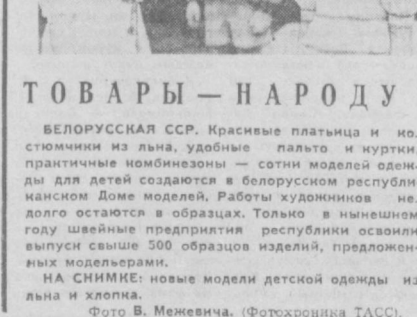 ТОВАРЫ — НАРОДУ
БЕЛОРУССКАЯ ССР. Красивые платьица и ко-
стюмчики из льна, удобные пальто и куртки,
практичные комбинезоны — сотни моделей одеж-
ды для детей создаются в белорусском республи-
канском Доме моделей. Работы художников не-
долго остаются в образцах. Только в нынешнем
году швейные предприятия республики освоили
выпуск свыше 500 образцов изделий, предложен-
ных модельерами.
НА СНИМКЕ: новые модели детской одежды из
льна и хлопка.
Фото В. Межевича. (Фотохроника ТАСС).